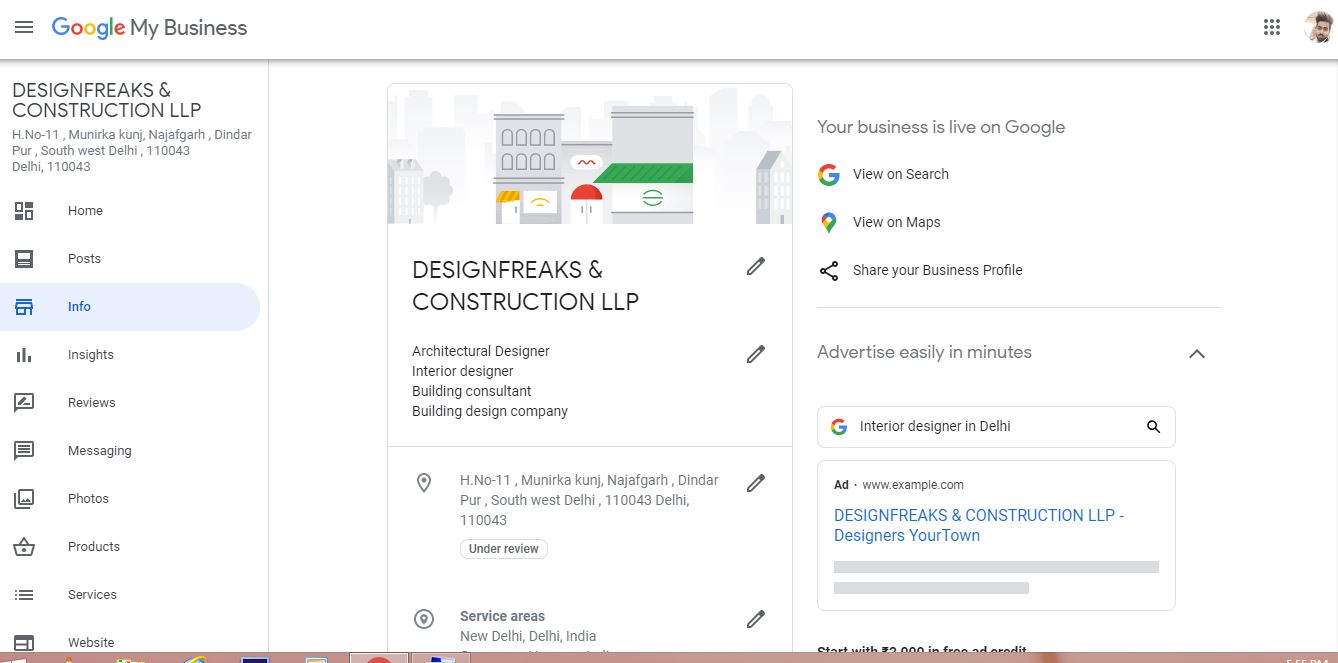 Google My Business
DESIGNFREAKS &
CONSTRUCTION LLP
H.No-11 , Munirka kunj, Najafgarh , Dindar
Pur , South west Delhi , 110043
Delhi, 110043
Home
Posts
Info
Insights
Reviews
Messaging
Photos
Products
Services
Website
DESIGNFREAKS &
CONSTRUCTION LLP
Architectural Designer
Interior designer
Building consultant
Building design company
H.No-11 , Munirka kunj, Najafgarh , Dindar
Pur , South west Delhi , 110043 Delhi,
110043
Under review
Service areas
New Delhi, Delhi, India
Your business is live on Google
View on Search
View on Maps
Share your Business Profile
Advertise easily in minutes
Interior designer in Delhi
Ad · www.example.com
DESIGNFREAKS & CONSTRUCTION LLP -
Designers YourTown
Start with ₹2,000 in free ad credit